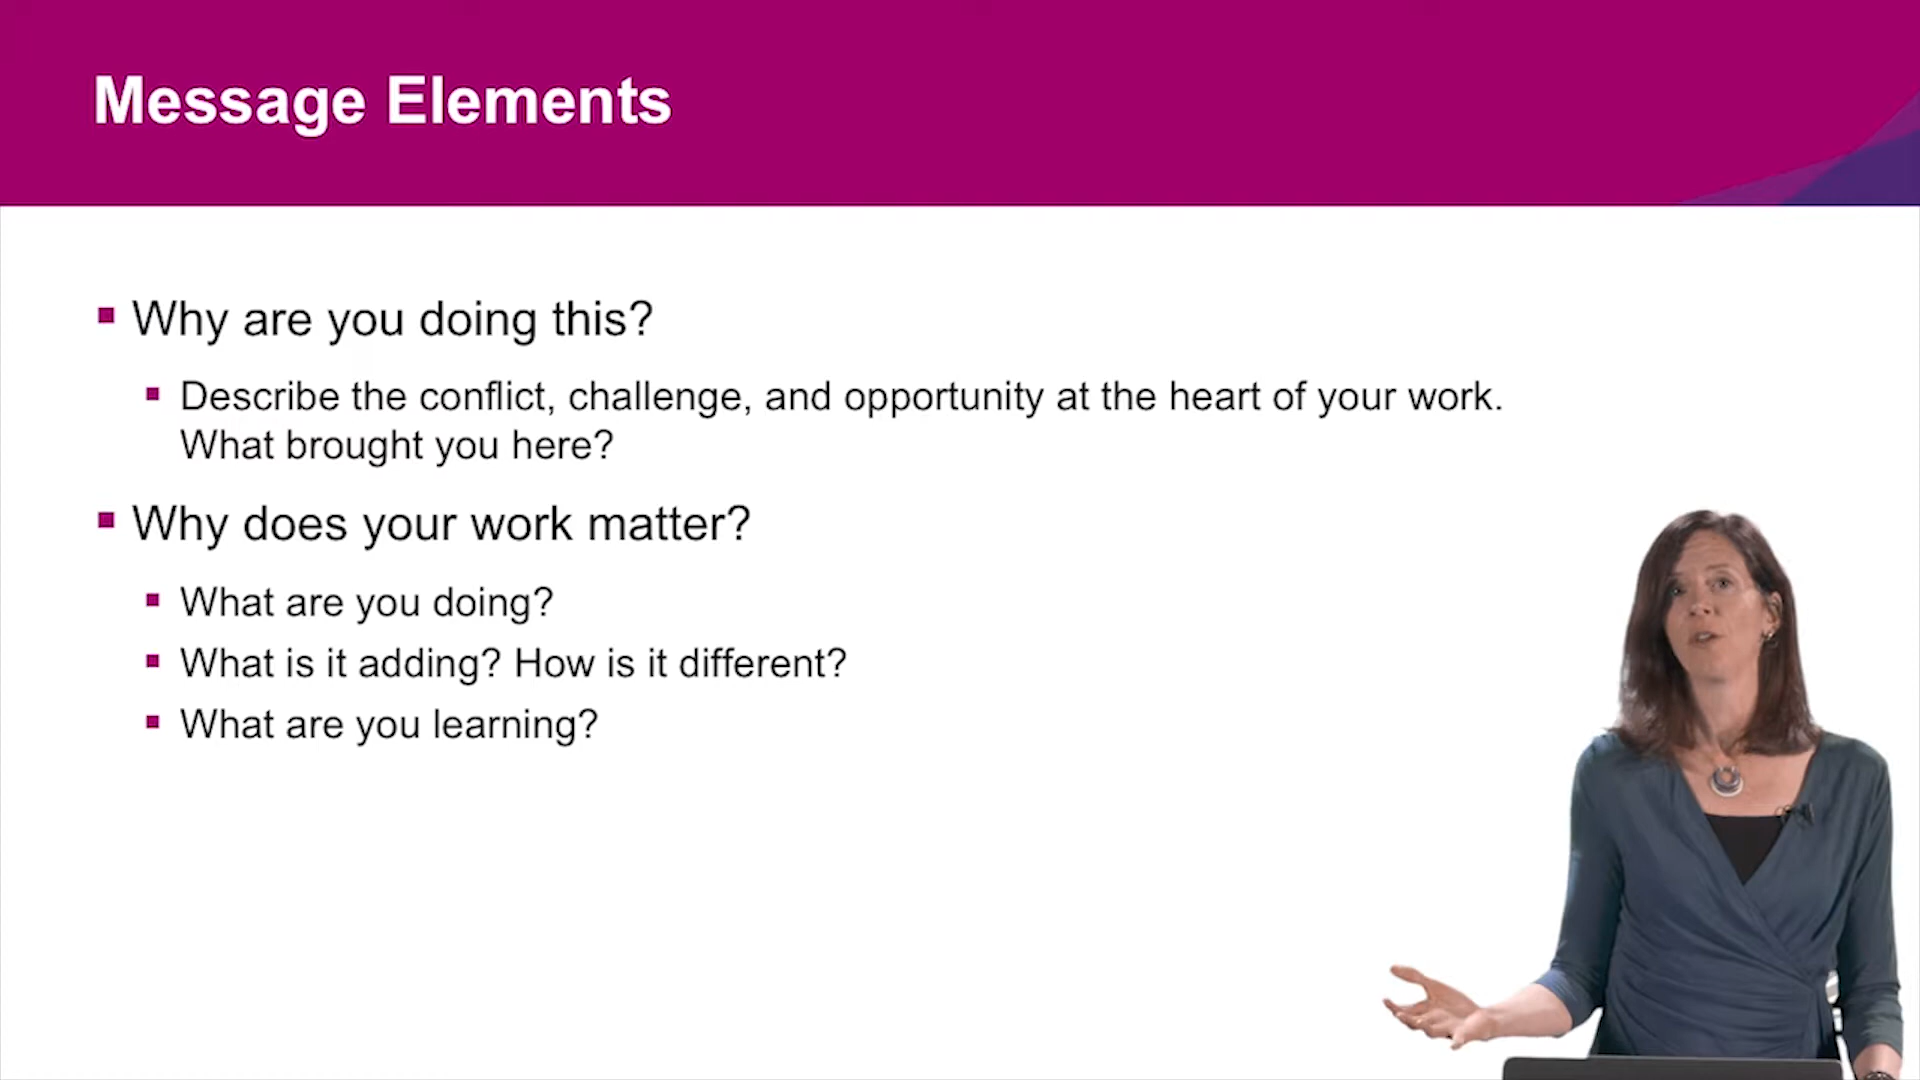 Message Elements
Why are you doing this?
Describe the conflict, challenge, and opportunity at the heart of your work.
What brought you here?
Why does your work matter?
What are you doing?
What is it adding? How is it different?
What are you learning?